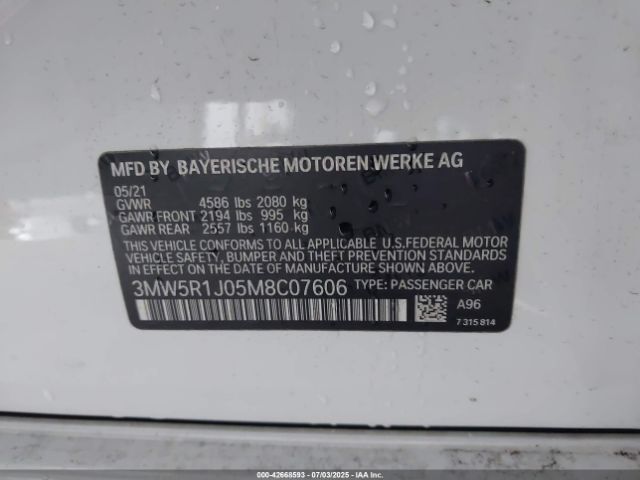 MFD BY BAYERISCHE MOTOREN WERKE AG
05/21
GVWR 4586 lbs 2080 kg
GAWR FRONT 2194 lbs 995 kg
GAWR REAR 2557 lbs 1160 kg
THIS VEHICLE CONFORMS TO ALL APPLICABLE U.S.FEDERAL MOTOR
VEHICLE SAFETY, BUMPER AND THEFT PREVENTION
STANDARDS IN EFFECT ON THE DATE OF MANUFACTURE SHOWN ABOVE.
3MW5R1J05M8C07606 TYPE: PASSENGER CAR
A96
7 315 814
000-42668593 - 07/03/2025 - IAAI.COM